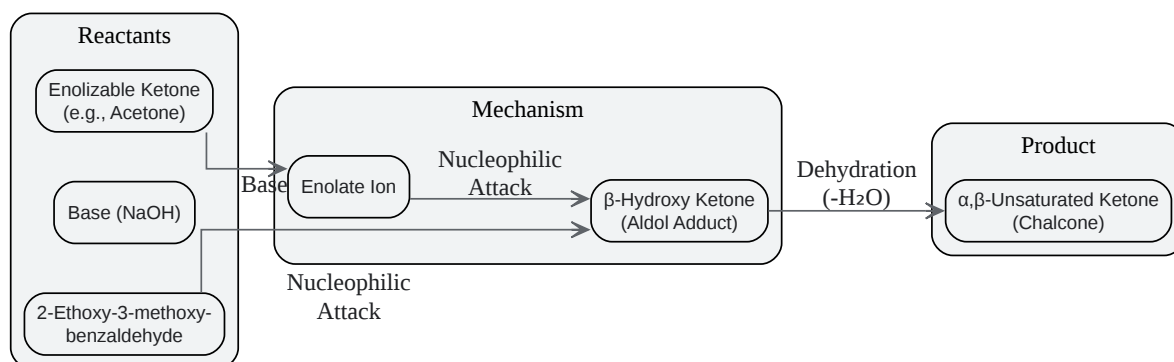 Reactants
Enolizable Ketone
(e.g., Acetone)
Base (NaOH)
2-Ethoxy-3-methoxy-
benzaldehyde
Base
Mechanism
Enolate Ion
Nucleophilic
Attack
β-Hydroxy Ketone
(Aldol Adduct)
Nucleophilic
Attack
Dehydration
(-H₂O)
Product
α,β-Unsaturated Ketone
(Chalcone)